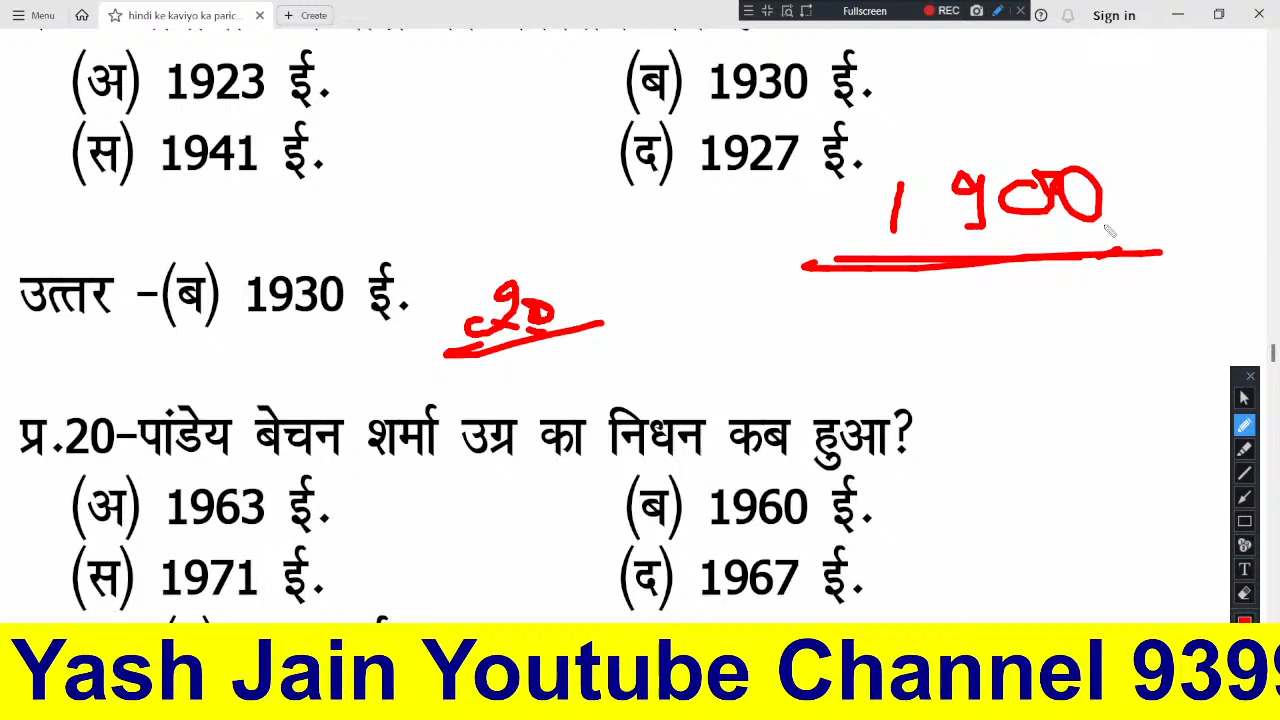 Menu
hindi ke kaviyo ka paric...
Create
Fullscreen
REC
Sign in
(अ) 1923 ई. (ब) 1930 ई.
(स) 1941 ई. (द) 1927 ई.
1900
उत्तर -(ब) 1930 ई.
प्र.20-पांडेय बेचन शर्मा उग्र का निधन कब हुआ?
(अ) 1963 ई. (ब) 1960 ई.
(स) 1971 ई. (द) 1967 ई.
T
Yash Jain Youtube Channel 9399